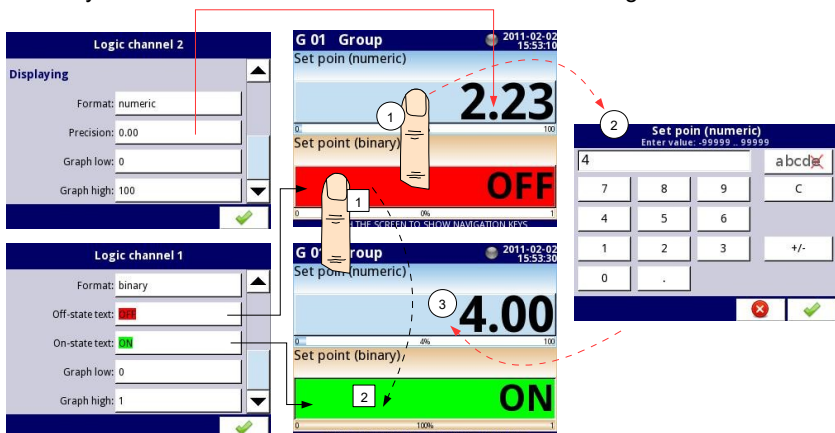 Logic channel 2
Displaying
Format: numeric
Precision: 0.00
Graph low: 0
Graph high: 100
G 01 Group
2011-02-02
15:53:10
Set poin (numeric)
1
2.23
0
%
100
Set point (binary)
1
OFF
0
0%
1
THE SCREEN TO SHOW NAVIGATION KEYS
2
Set poin (numeric)
Enter value: -99999 .. 99999
4
abcde
7 8 9 C
4 5 6
1 2 3 +/-
0 .
Logic channel 1
Format: binary
Off-state text: OFF
On-state text: ON
Graph low: 0
Graph high: 1
G 01 Group
2011-02-02
15:53:30
Set poin (numeric)
3
4.00
0
4%
100
Set point (binary)
2
ON
0
100%
1